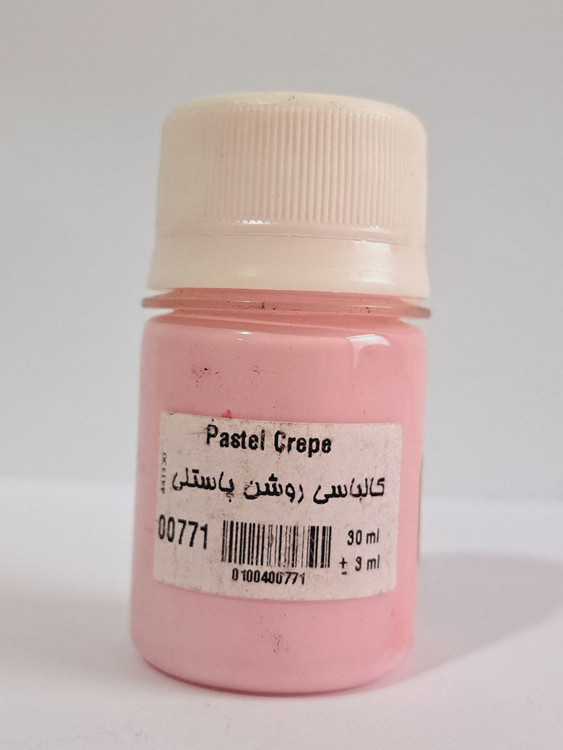 Pastel Crepe
کالباسی روشن پاستلی
00771
30 ml
± 3 ml
0100400771